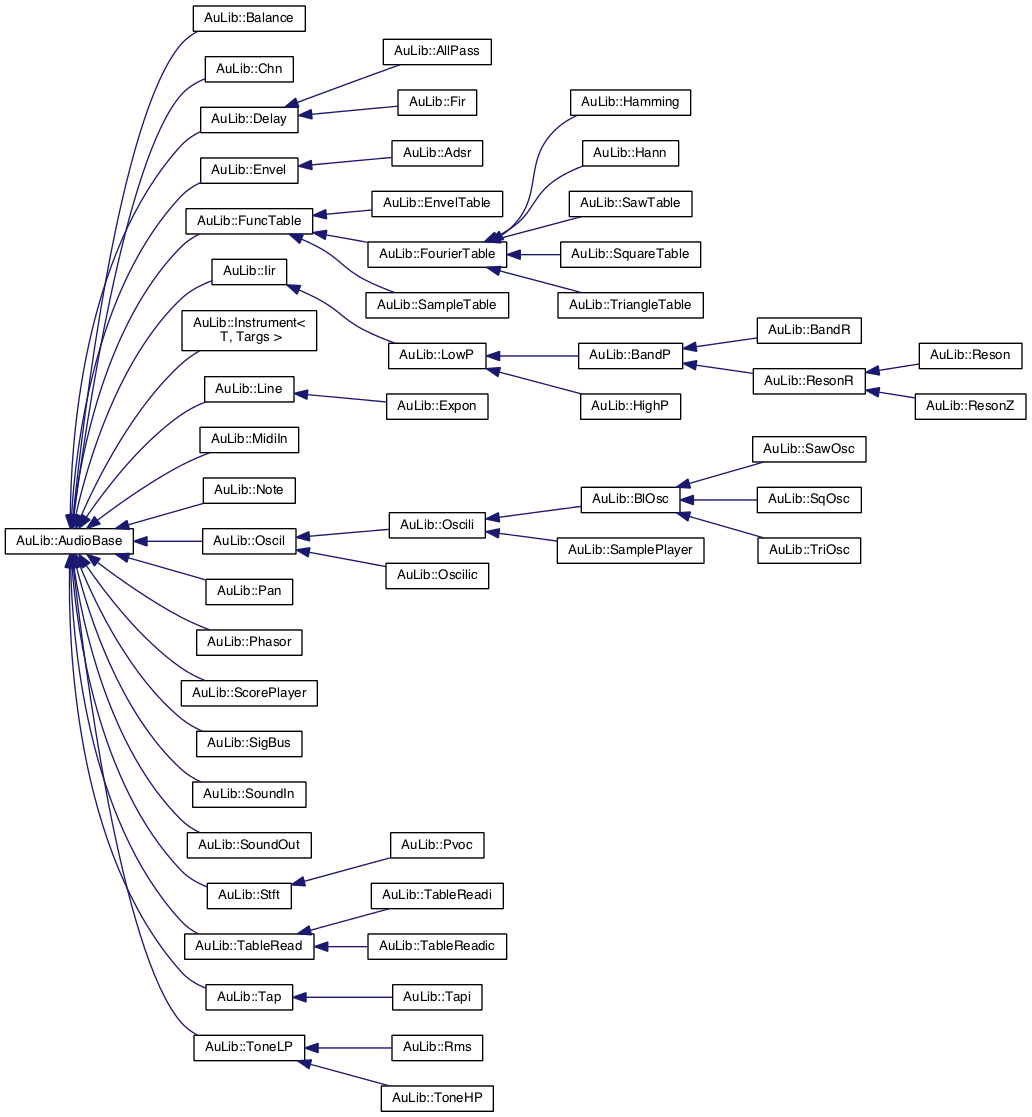 AuLib::Balance
AuLib::AllPass
AuLib::Chn
AuLib::Fir
AuLib::Hamming
AuLib::Delay
AuLib::Adsr
AuLib::Hann
AuLib::Envel
AuLib::EnvelTable
AuLib::SawTable
AuLib::FuncTable
AuLib::FourierTable
AuLib::SquareTable
AuLib::Iir
AuLib::SampleTable
AuLib::TriangleTable
AuLib::Instrument<
T, Targs >
AuLib::BandR
AuLib::LowP
AuLib::BandP
AuLib::Reson
AuLib::ResonR
AuLib::Line
AuLib::Expon
AuLib::HighP
AuLib::ResonZ
AuLib::MidiIn
AuLib::SawOsc
AuLib::Note
AuLib::BlOsc
AuLib::SqOsc
AuLib::Oscili
AuLib::AudioBase
AuLib::Oscil
AuLib::SamplePlayer
AuLib::TriOsc
AuLib::Oscilic
AuLib::Pan
AuLib::Phasor
AuLib::ScorePlayer
AuLib::SigBus
AuLib::SoundIn
AuLib::SoundOut
AuLib::Pvoc
AuLib::Stft
AuLib::TableReadi
AuLib::TableRead
AuLib::TableReadic
AuLib::Tap
AuLib::Tapi
AuLib::ToneLP
AuLib::Rms
AuLib::ToneHP